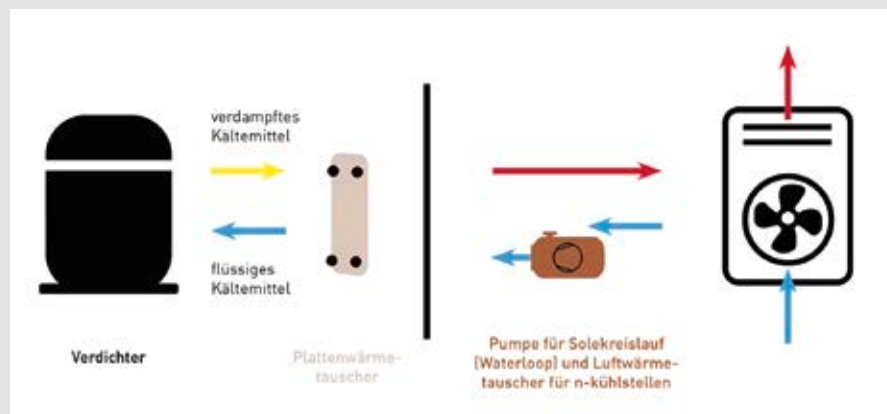 verdampftes
Kältemittel
flüssiges
Kältemittel
Verdichter
Plattenwärme-
tauscher
Pumpe für Solekreislauf
(Waterloop) und Luftwärme-
tauscher für n-kühlstellen